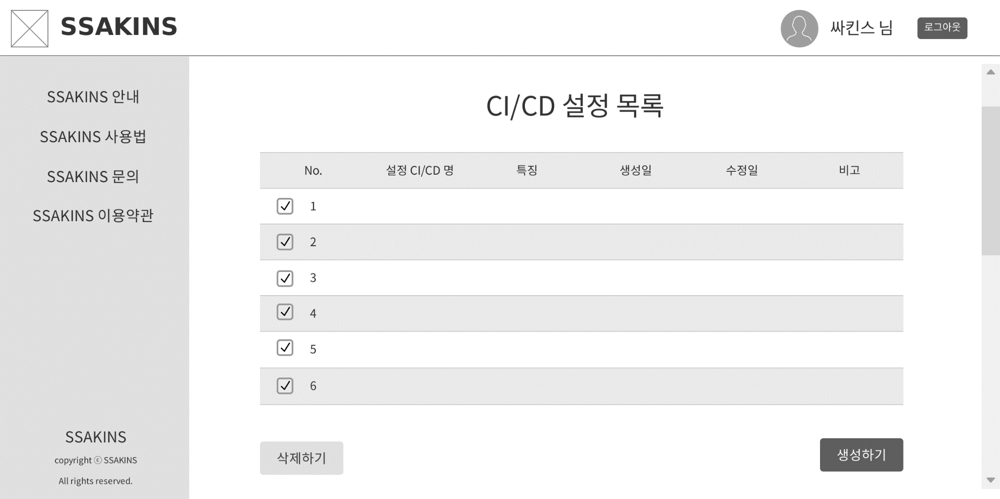 SSAKINS
싸킨스 님
로그아웃
SSAKINS 안내
SSAKINS 사용법
SSAKINS 문의
SSAKINS 이용약관
SSAKINS
copyright ⓒ SSAKINS
All rights reserved.
CI/CD 설정 목록
No. 설정 CI/CD 명 특징 생성일 수정일 비고
1
2
3
4
5
6
삭제하기
생성하기